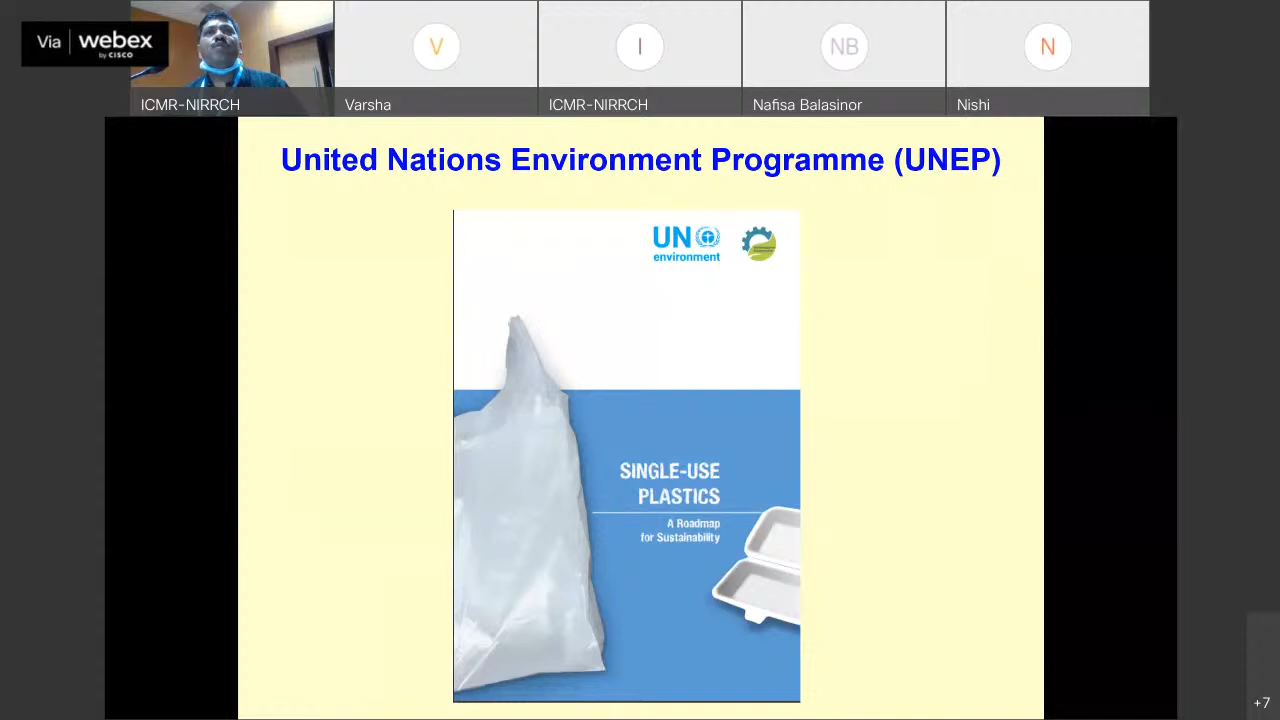 Via webex
by CISCO
V
I
NB
N
ICMR-NIRRCH
Varsha
ICMR-NIRRCH
Nafisa Balasinor
Nishi
United Nations Environment Programme (UNEP)
UN
environment
SINGLE-USE
PLASTICS
A Roadmap
for Sustainability
+7